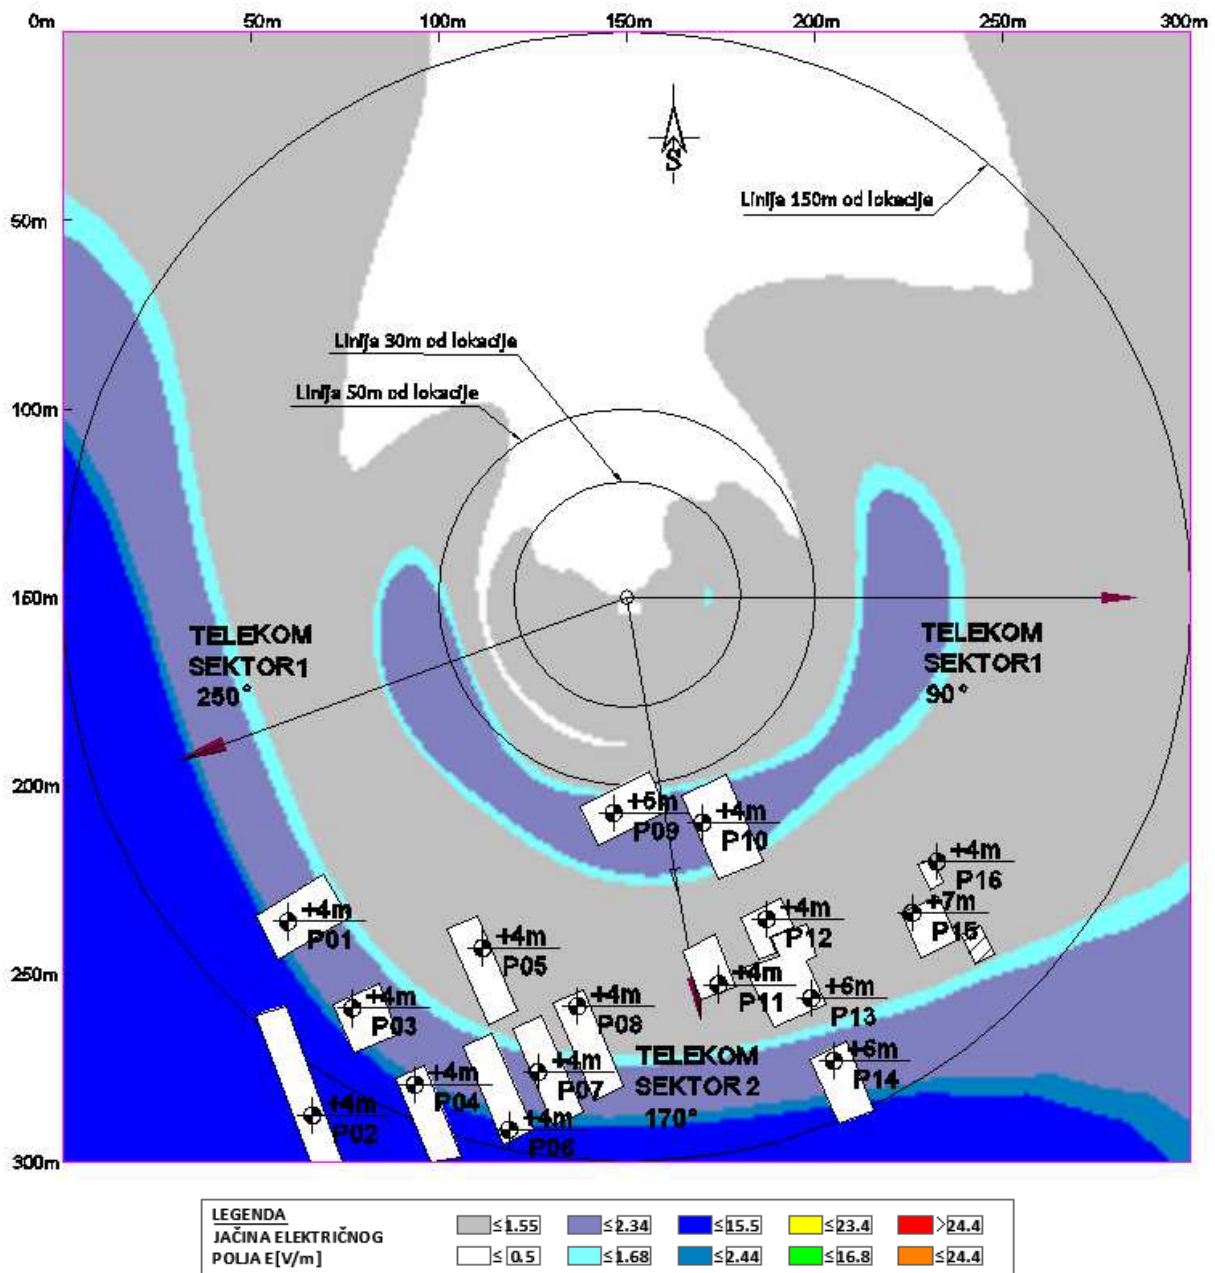 0m 50m 100m 150m 200m 250m 300m
S
Linija 150m od lokacije
50m
Linija 30m od lokacije
Linija 50m od lokacije
100m
150m
TELEKOM
SEKTOR1
250°
TELEKOM
SEKTOR1
90°
200m
+5m
P09
+4m
P10
+4m
P16
+4m
P01
+4m
P05
+4m
P12
+7m
P15
250m
+4m
P03
+4m
P08
+4m
P11
+6m
P13
+4m
P04
+4m
P07
TELEKOM
SEKTOR 2
170°
+6m
P14
+4m
P02
+4m
P06
300m
LEGENDA
JAČINA ELEKTRIČNOG
POLJA E[V/m]
≤1.55 ≤2.34 ≤15.5 ≤23.4 >24.4
≤ 0.5 ≤1.68 ≤2.44 ≤16.8 ≤24.4